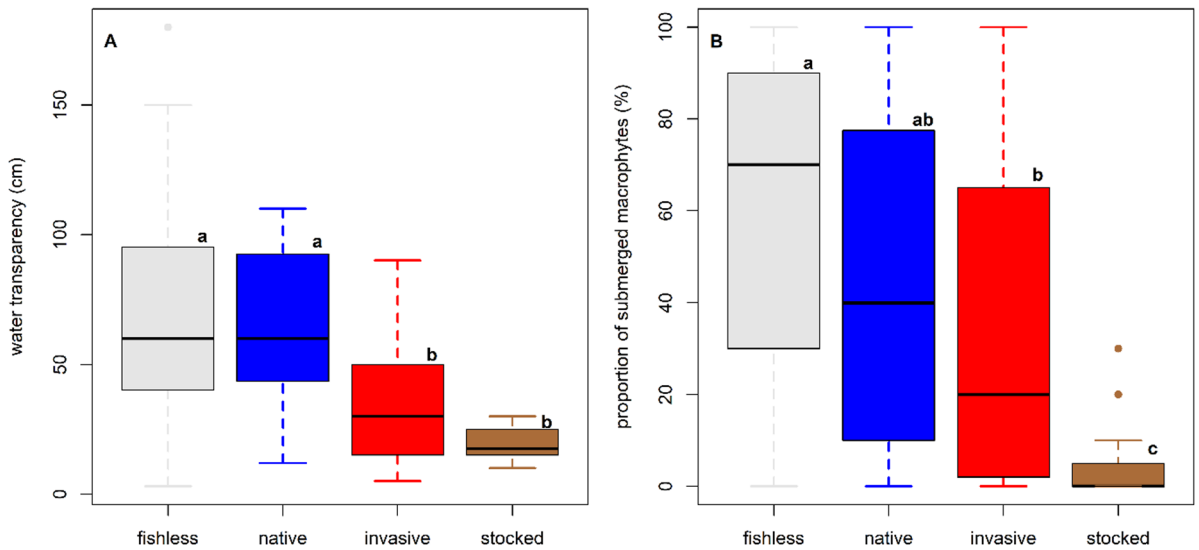 A
water transparency (cm)
150
100
50
0
a
a
b
b
fishless native invasive stocked
B
proportion of submerged macrophytes (%)
100
80
60
40
20
0
a
ab
b
c
fishless native invasive stocked